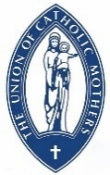 THE UNION OF CATHOLIC MOTHERS